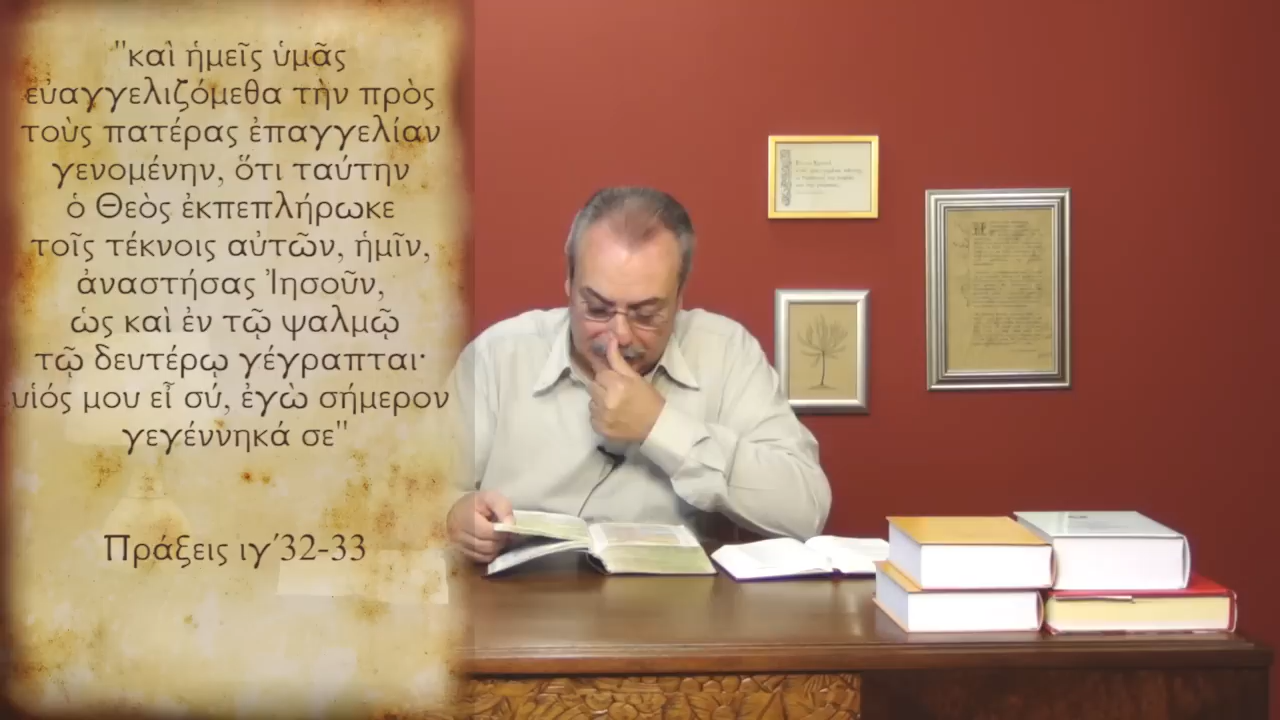 "καὶ ἡμεῖς ὑμᾶς
εὐαγγελιζόμεθα τὴν πρὸς
τοὺς πατέρας ἐπαγγελίαν
γενομένην, ὅτι ταύτην
ὁ Θεὸς ἐκπεπλήρωκε
τοῖς τέκνοις αὐτῶν, ἡμῖν,
ἀναστήσας Ἰησοῦν,
ὡς καὶ ἐν τῷ ψαλμῷ
τῷ δευτέρῳ γέγραπται·
υἱός μου εἶ σύ, ἐγὼ σήμερον
γεγέννηκά σε"
Πράξεις ιγ΄32-33